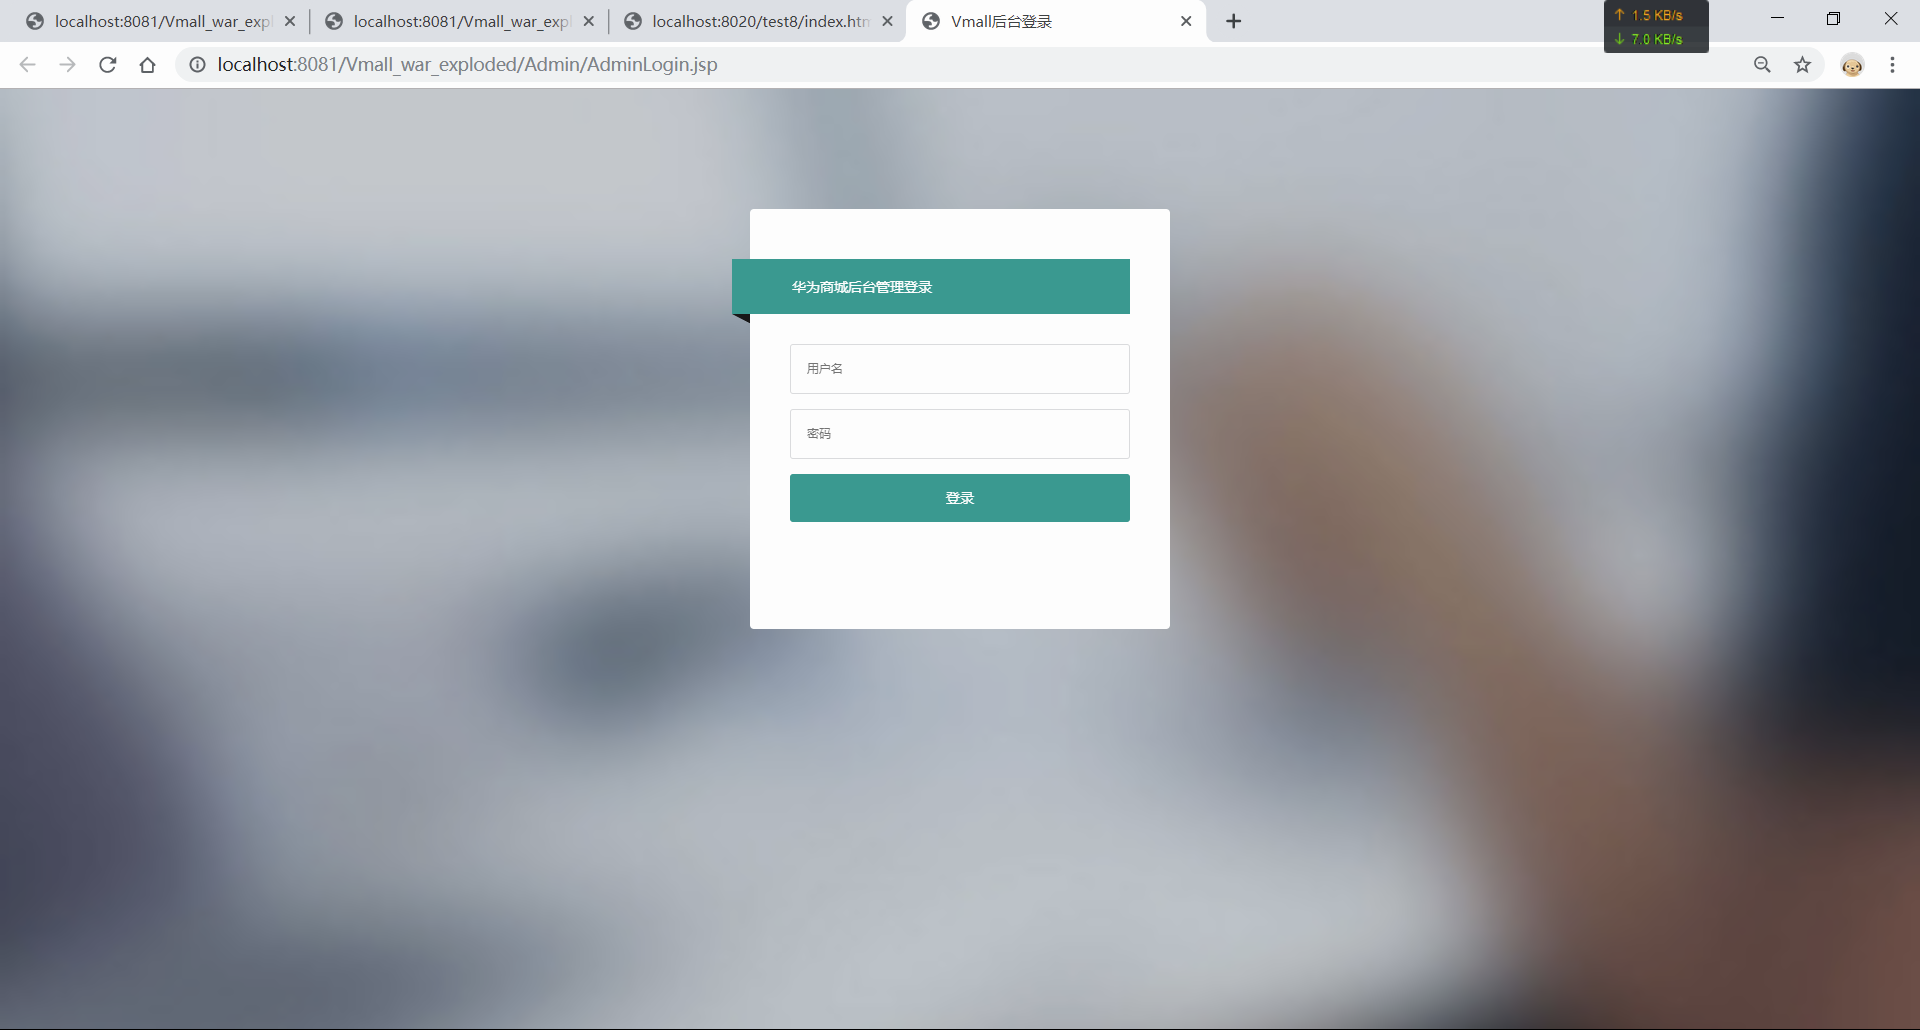 localhost:8081/Vmall_war_expl
localhost:8081/Vmall_war_expl
localhost:8020/test8/index.htm
Vmall后台登录
↑ 1.5 KB/s
↓ 7.0 KB/s
localhost:8081/Vmall_war_exploded/Admin/AdminLogin.jsp
华为商城后台管理登录
用户名
密码
登录